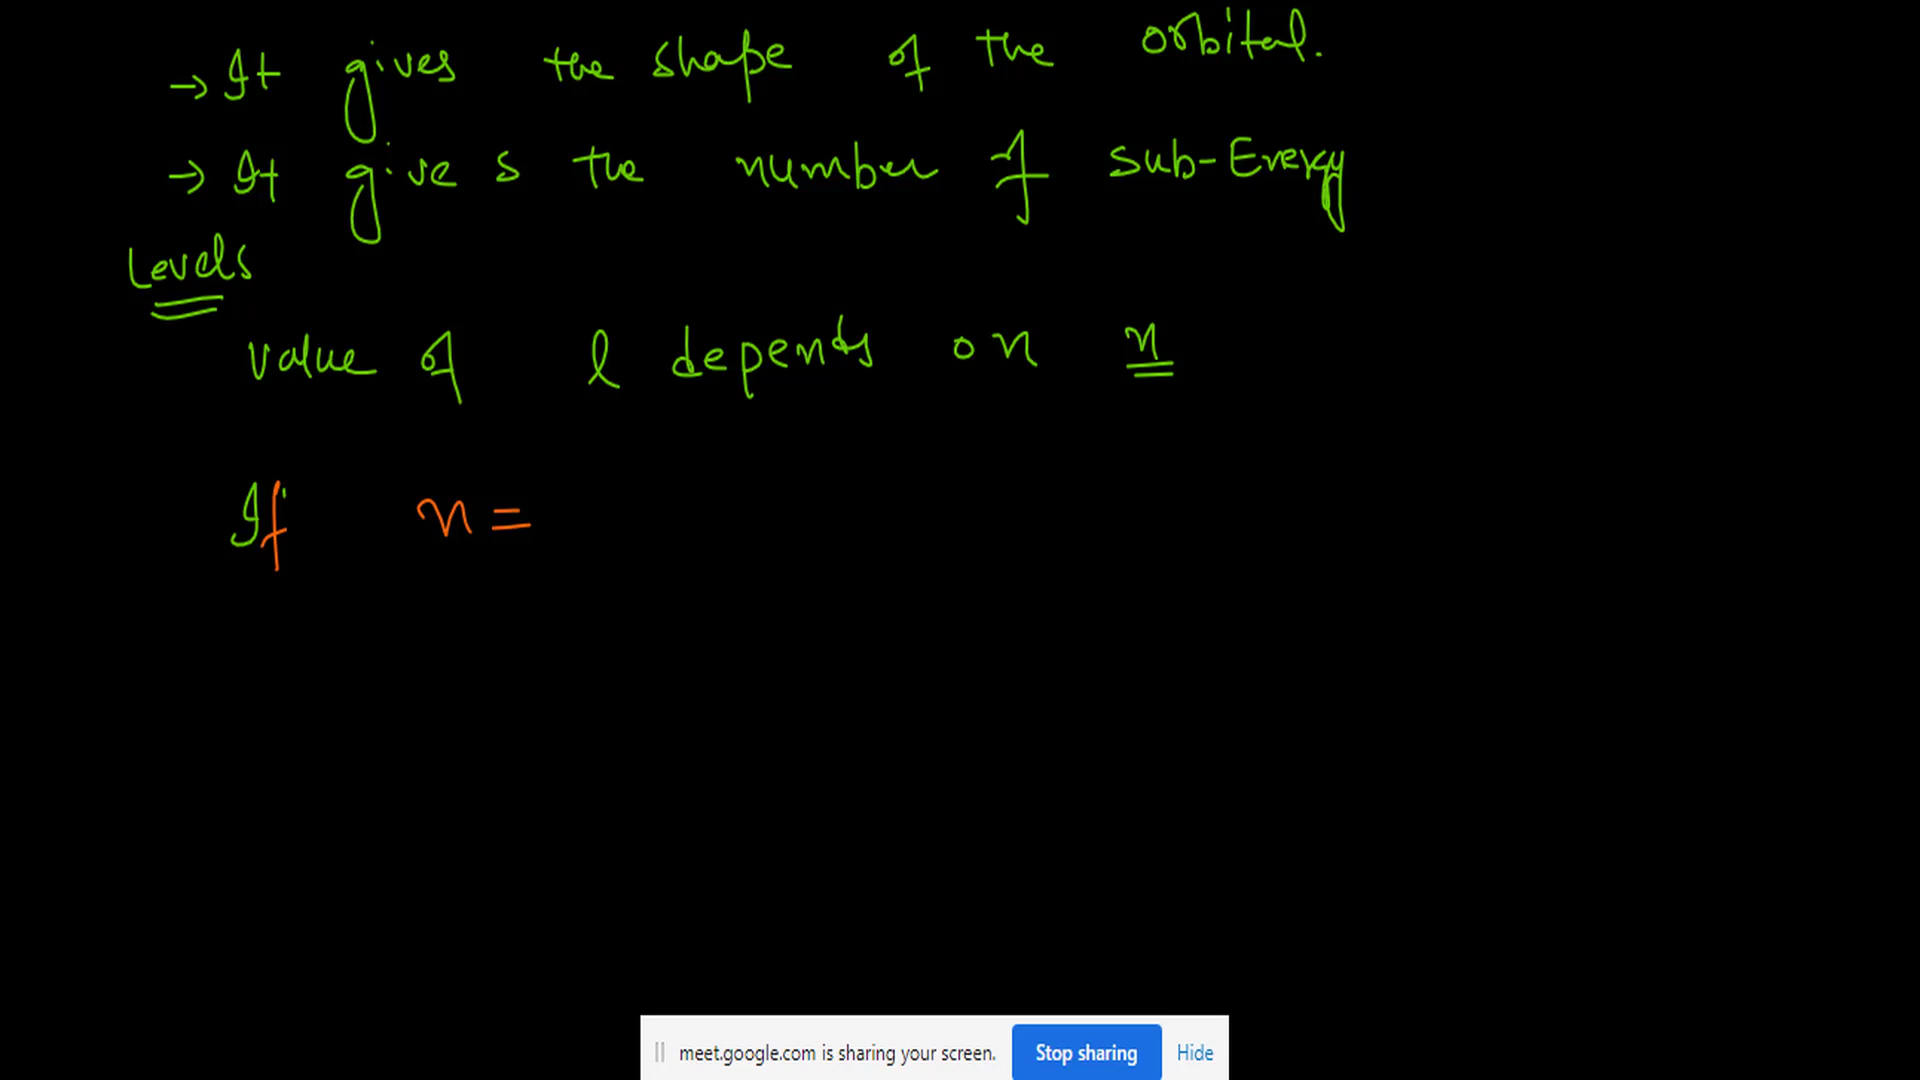 → It gives the shape of the orbital.
→ It gives the number of sub-Energy
Levels
value of l depends on n
If n =
meet.google.com is sharing your screen. Stop sharing Hide